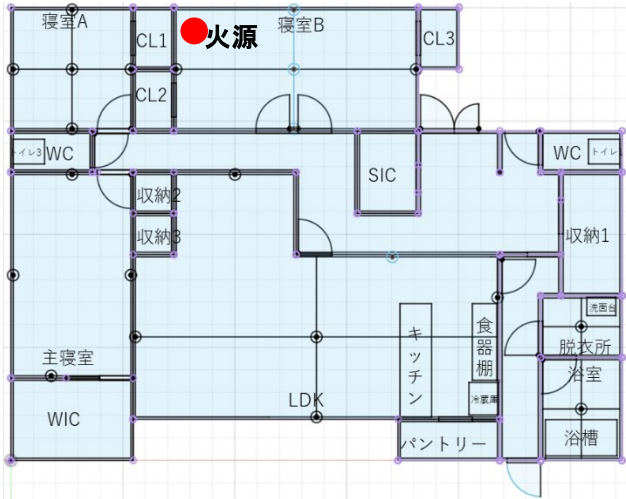 寝室A
CL1
火源
寝室B
CL3
CL2
トイレ3
WC
SIC
WC
トイレ
収納2
収納3
収納1
洗面台
脱衣所
浴室
浴槽
主寝室
WIC
LDK
キッチン
食器棚
冷蔵庫
パントリー